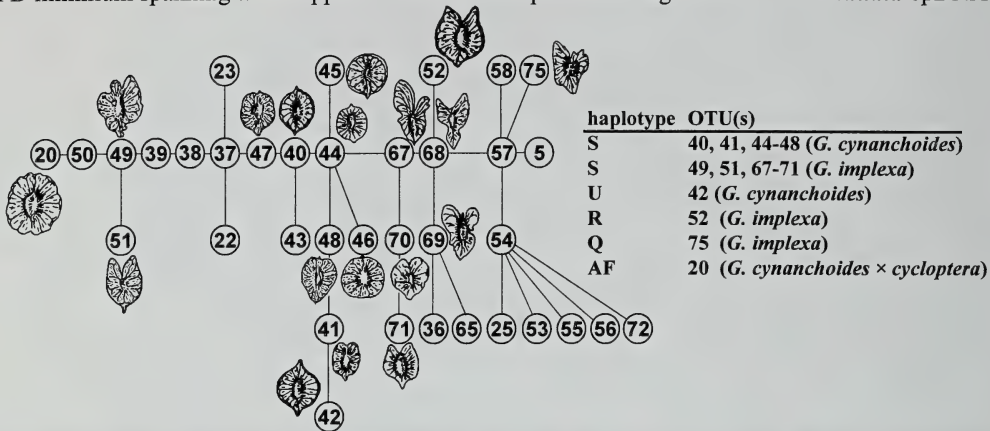 minimum spanning
23 45 52 58 75
20 50 49 39 38 37 47 40 44 67 68 57 5
51 22 43 48 46 70 69 54
41 71 36 65 25 53 55 56 72
42
haplotype OTU(s)
S 40, 41, 44-48 (G. cynanchoides)
S 49, 51, 67-71 (G. implexa)
U 42 (G. cynanchoides)
R 52 (G. implexa)
Q 75 (G. implexa)
AF 20 (G. cynanchoides × cycloptera)